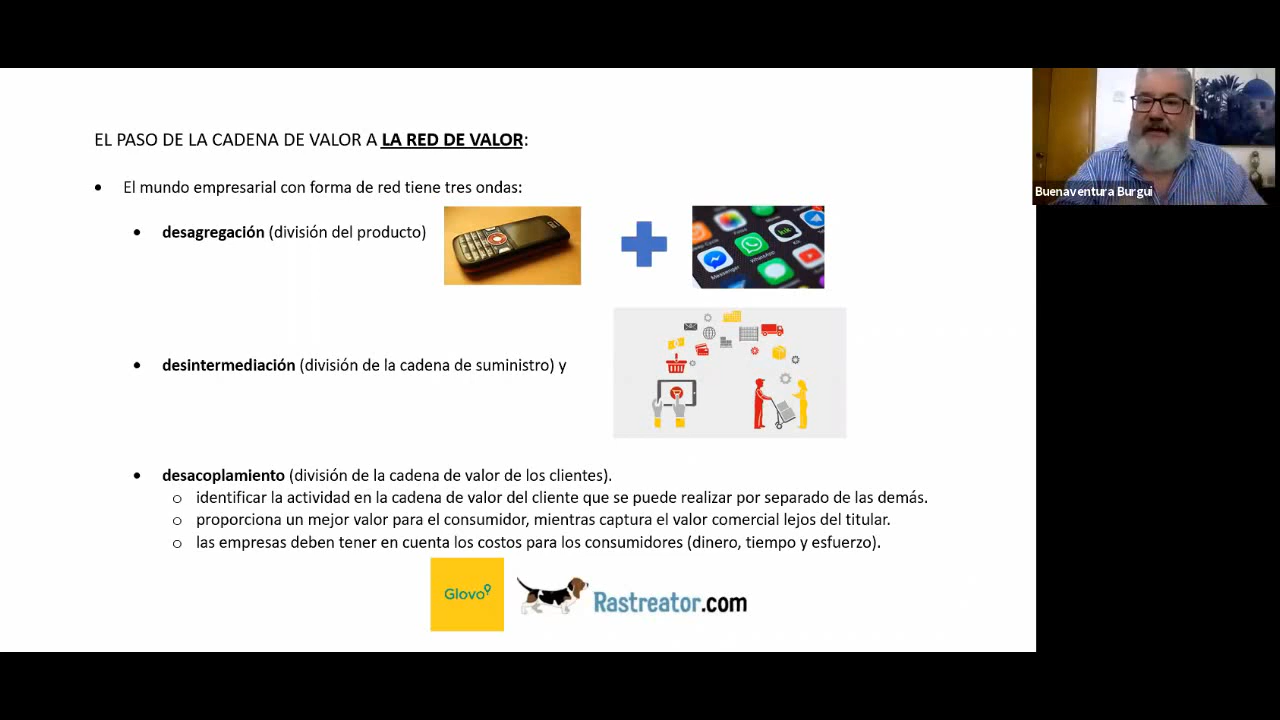 EL PASO DE LA CADENA DE VALOR A LA RED DE VALOR:
• El mundo empresarial con forma de red tiene tres ondas:
• desagregación (división del producto)
Messenger
WhatsApp
kik
Kik
• desintermediación (división de la cadena de suministro) y
• desacoplamiento (división de la cadena de valor de los clientes).
o identificar la actividad en la cadena de valor del cliente que se puede realizar por separado de las demás.
o proporciona un mejor valor para el consumidor, mientras captura el valor comercial lejos del titular.
o las empresas deben tener en cuenta los costos para los consumidores (dinero, tiempo y esfuerzo).
Glovo
Rastreator.com
Buenaventura Burgui